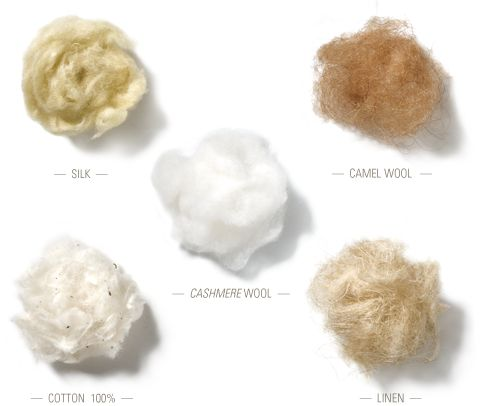 — SILK —
— CAMEL WOOL —
— CASHMERE WOOL —
— COTTON 100% —
— LINEN —